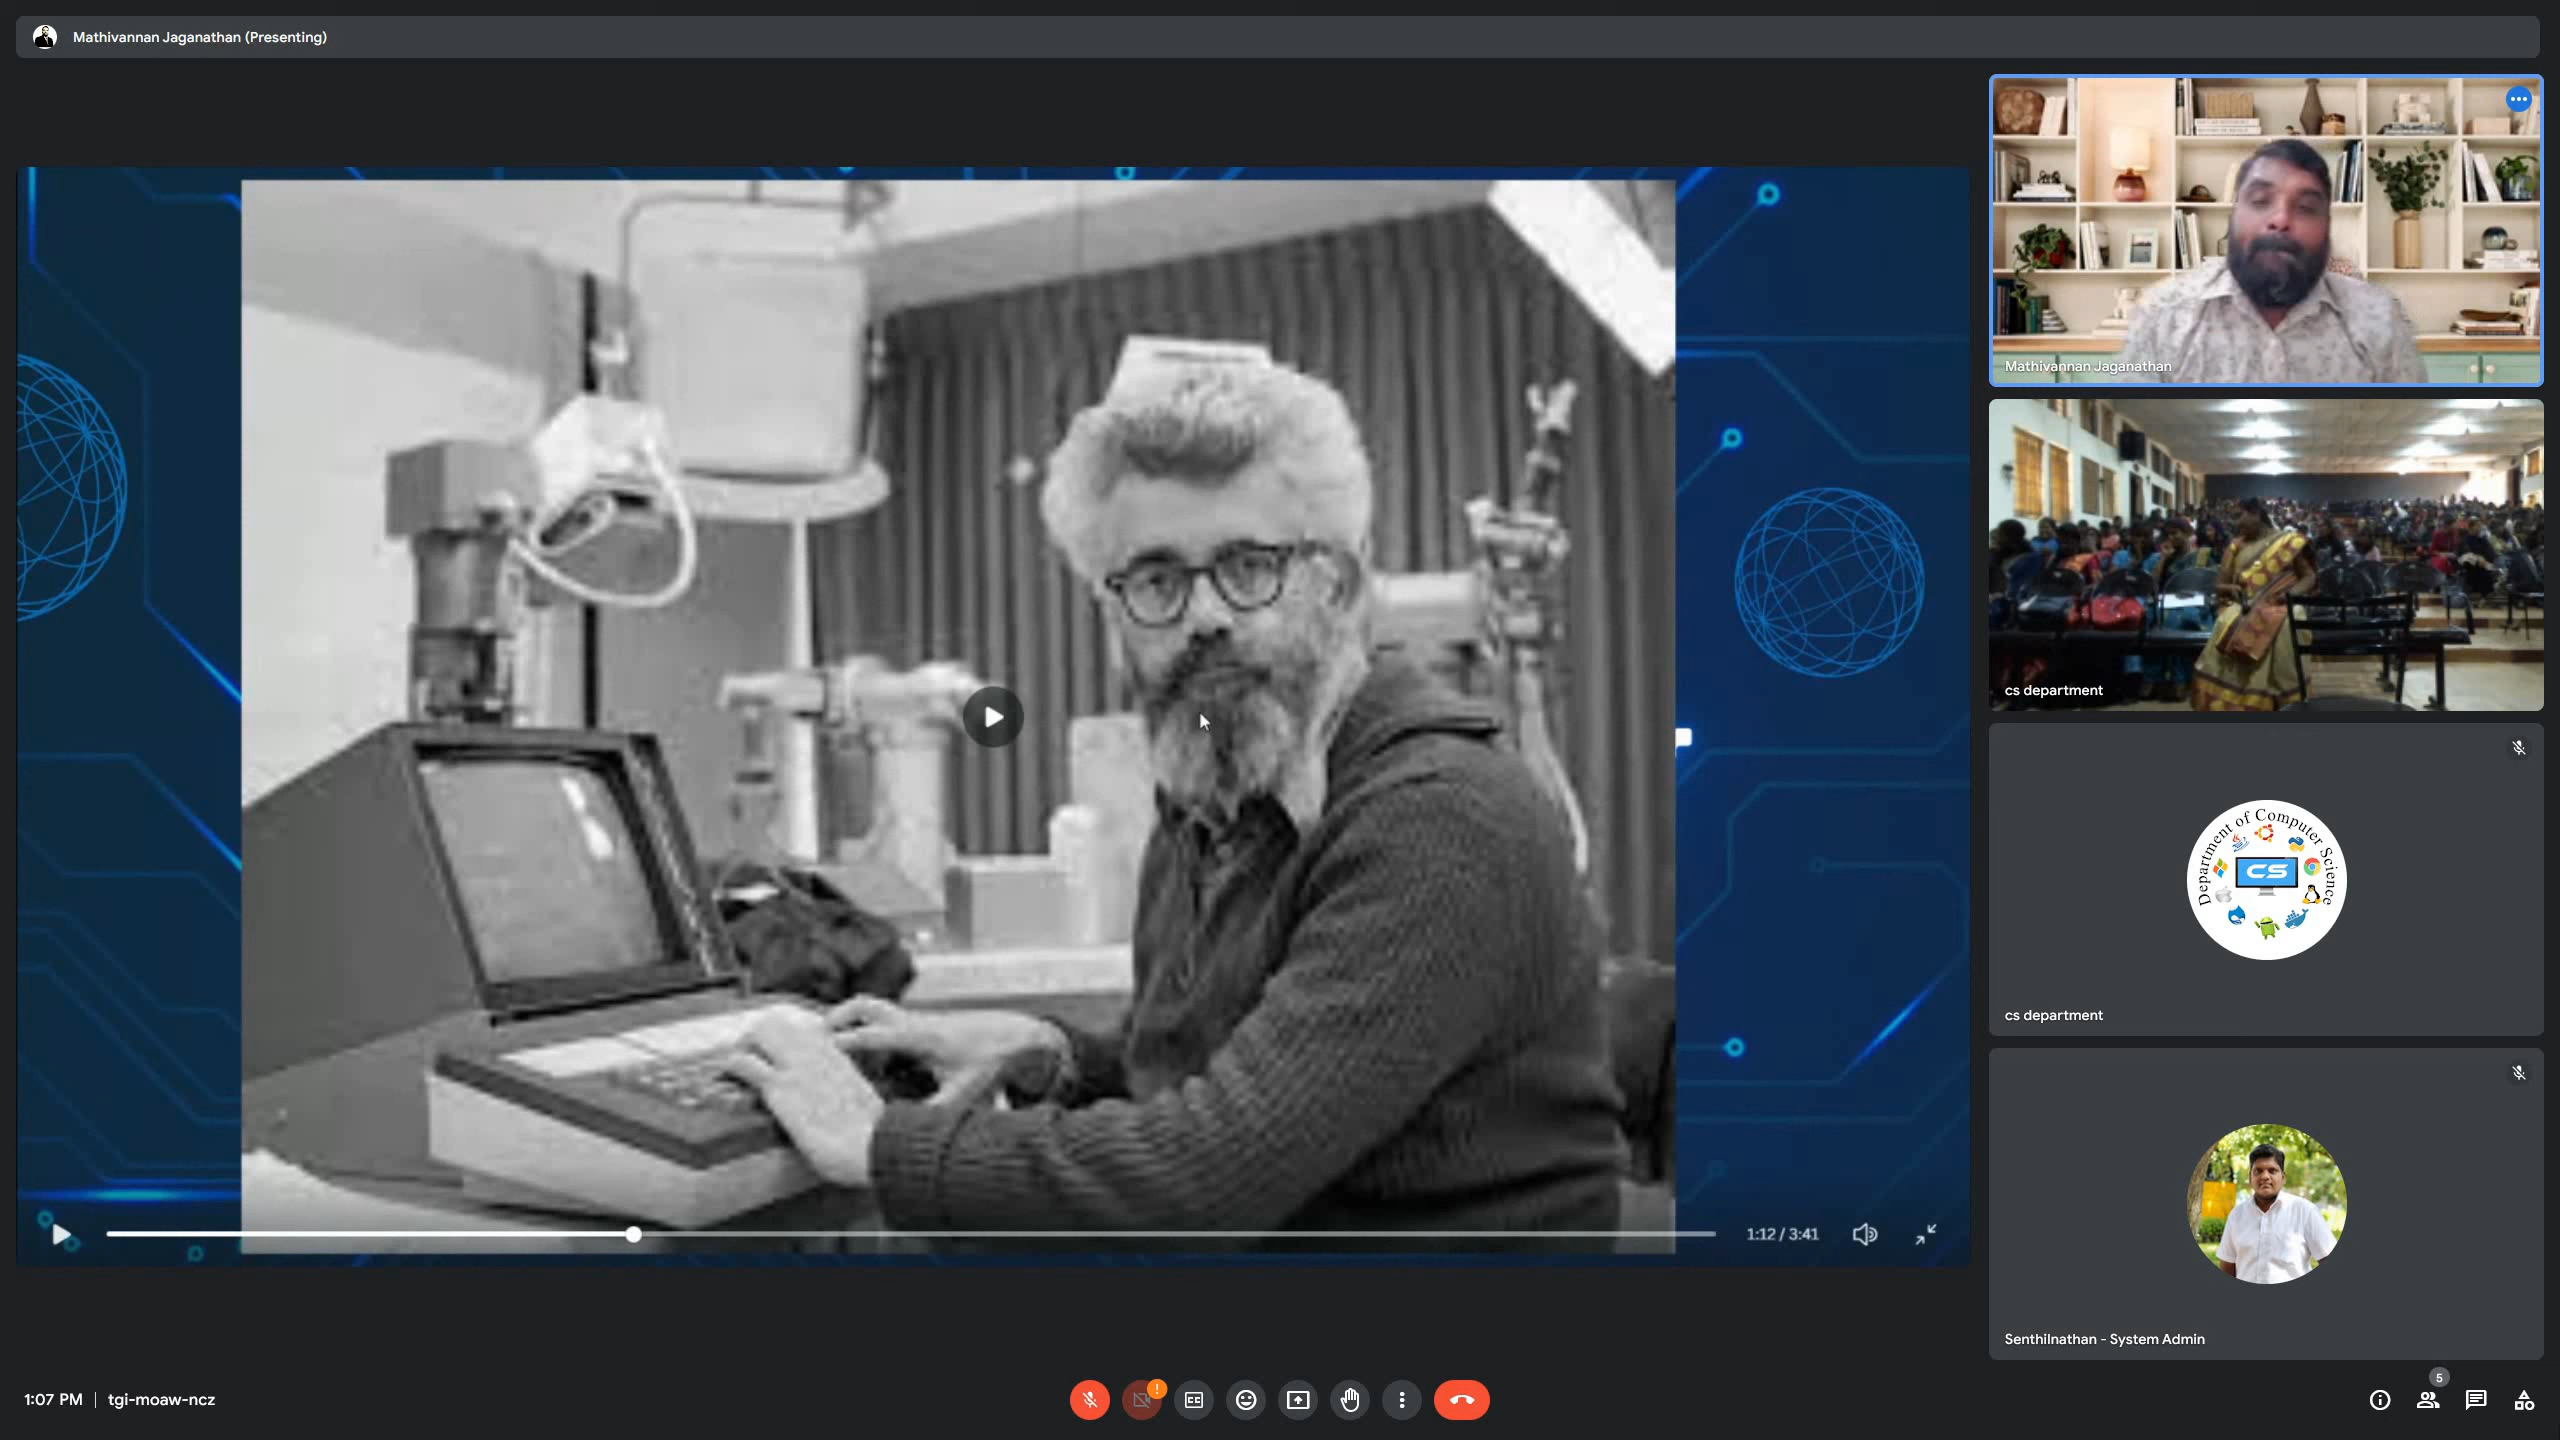 Mathivannan Jaganathan (Presenting)
Mathivannan Jaganathan
cs department
Department of Computer Science
CS
cs department
Senthilnathan - System Admin
1:12 / 3:41
1:07 PM | tgi-moaw-ncz
!
5